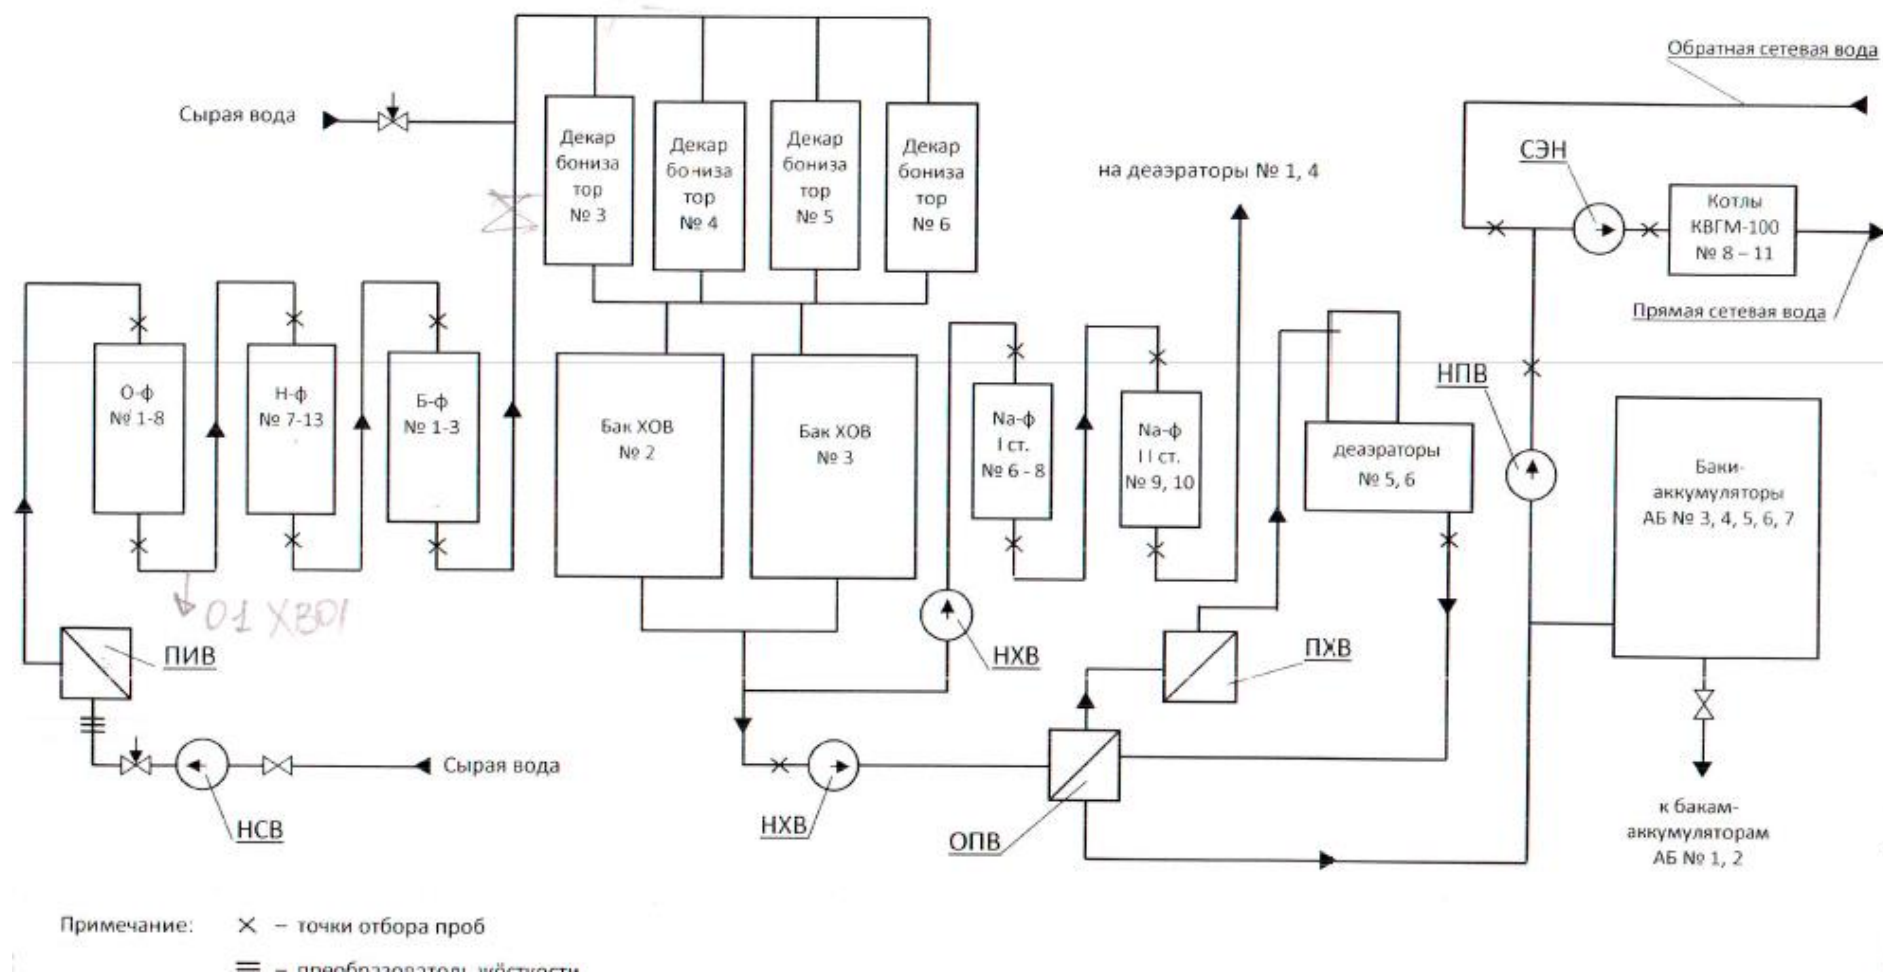 Обратная сетевая вода
Сырая вода
Декар
бониза
тор
№ 3
Декар
бониза
тор
№ 4
Декар
бониза
тор
№ 5
Декар
бониза
тор
№ 6
на деаэраторы № 1, 4
СЭН
Котлы
КВГМ-100
№ 8 – 11
Прямая сетевая вода
О-ф
№ 1-8
Н-ф
№ 7-13
Б-ф
№ 1-3
Бак ХОВ
№ 2
Бак ХОВ
№ 3
Na-ф
I ст.
№ 6 - 8
Na-ф
I I ст.
№ 9, 10
деаэраторы
№ 5, 6
НПВ
Баки-
аккумуляторы
АБ № 3, 4, 5, 6, 7
01 ХВО1
ПИВ
НХВ
ПХВ
Сырая вода
НСВ
НХВ
ОПВ
к бакам-
аккумуляторам
АБ № 1, 2
Примечание: × – точки отбора проб
– преобразователь жёсткости